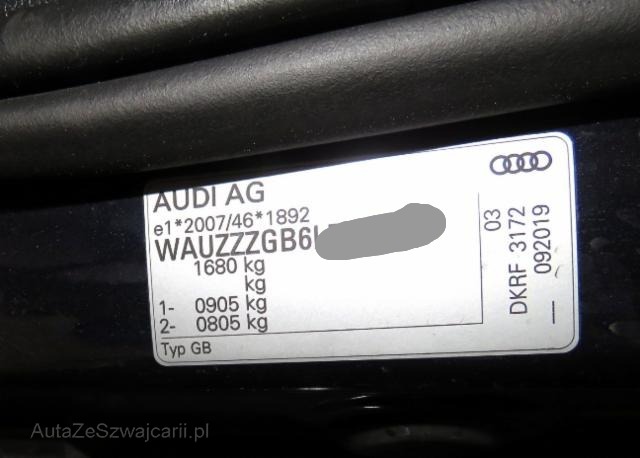 AUDI AG
e1*2007/46*1892
WAUZZZGB6
1680 kg
kg
1- 0905 kg
2- 0805 kg
Typ GB
03
DKRF 3172
092019
AutaZeSzwajcarii.pl